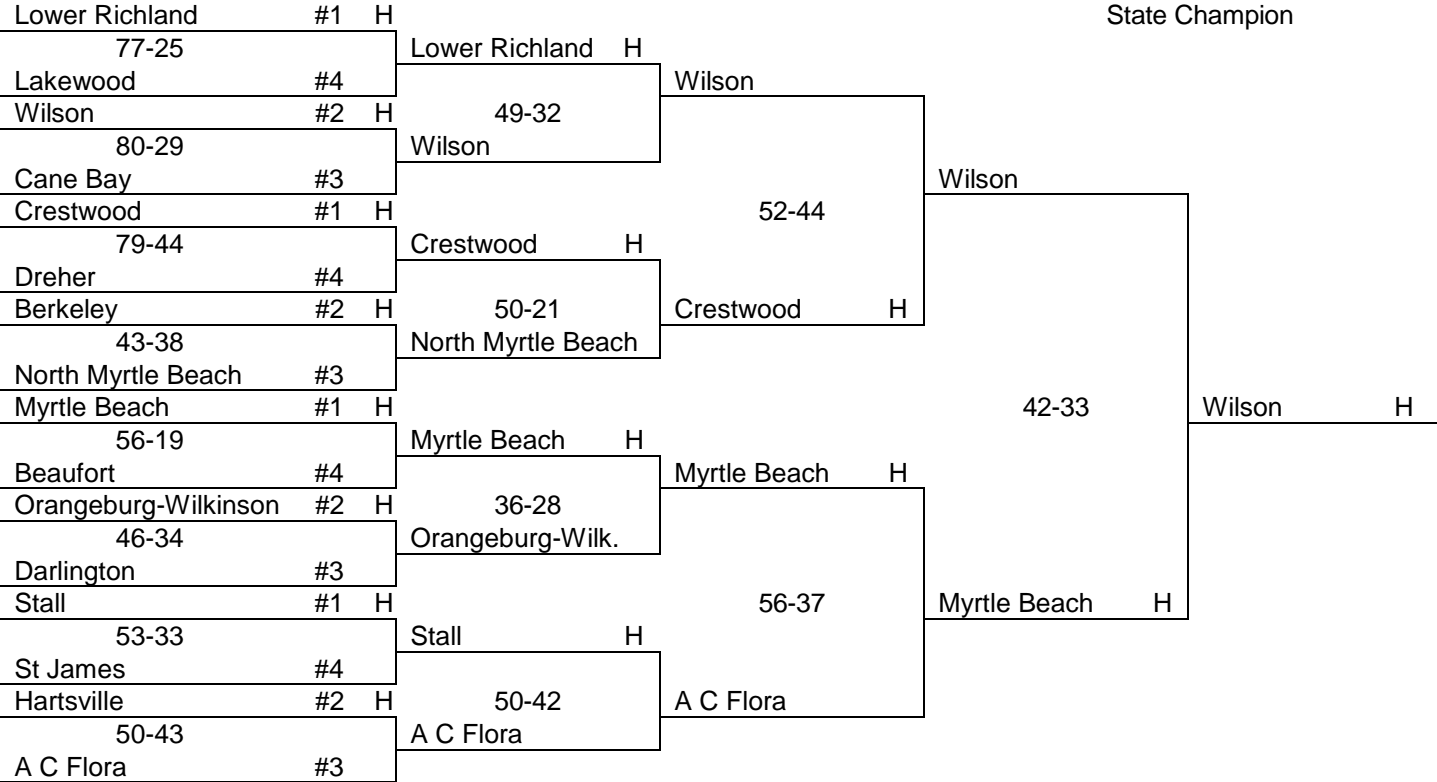 Lower Richland #1 H State Champion
77-25 Lower Richland H
Lakewood #4 Wilson
Wilson #2 H 49-32
80-29 Wilson
Cane Bay #3 Wilson
Crestwood #1 H 52-44
79-44 Crestwood H
Dreher #4
Berkeley #2 H 50-21 Crestwood H
43-38 North Myrtle Beach
North Myrtle Beach #3
Myrtle Beach #1 H 42-33 Wilson H
56-19 Myrtle Beach H
Beaufort #4 Myrtle Beach H
Orangeburg-Wilkinson #2 H 36-28
46-34 Orangeburg-Wilk.
Darlington #3
Stall #1 H 56-37 Myrtle Beach H
53-33 Stall H
St James #4
Hartsville #2 H 50-42 A C Flora
50-43 A C Flora
A C Flora #3